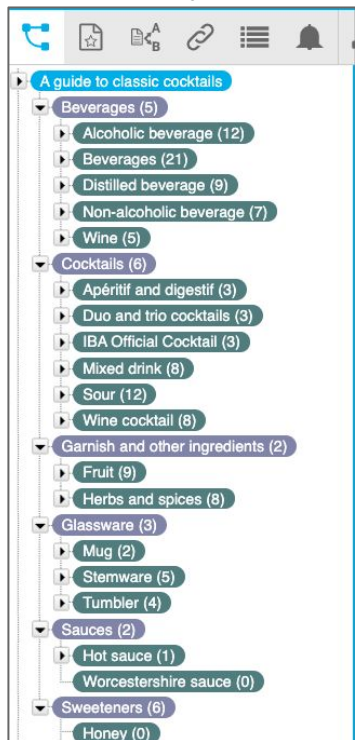 A
B
A guide to classic cocktails
Beverages (5)
Alcoholic beverage (12)
Beverages (21)
Distilled beverage (9)
Non-alcoholic beverage (7)
Wine (5)
Cocktails (6)
Apéritif and digestif (3)
Duo and trio cocktails (3)
IBA Official Cocktail (3)
Mixed drink (8)
Sour (12)
Wine cocktail (8)
Garnish and other ingredients (2)
Fruit (9)
Herbs and spices (8)
Glassware (3)
Mug (2)
Stemware (5)
Tumbler (4)
Sauces (2)
Hot sauce (1)
Worcestershire sauce (0)
Sweeteners (6)
Honey (0)